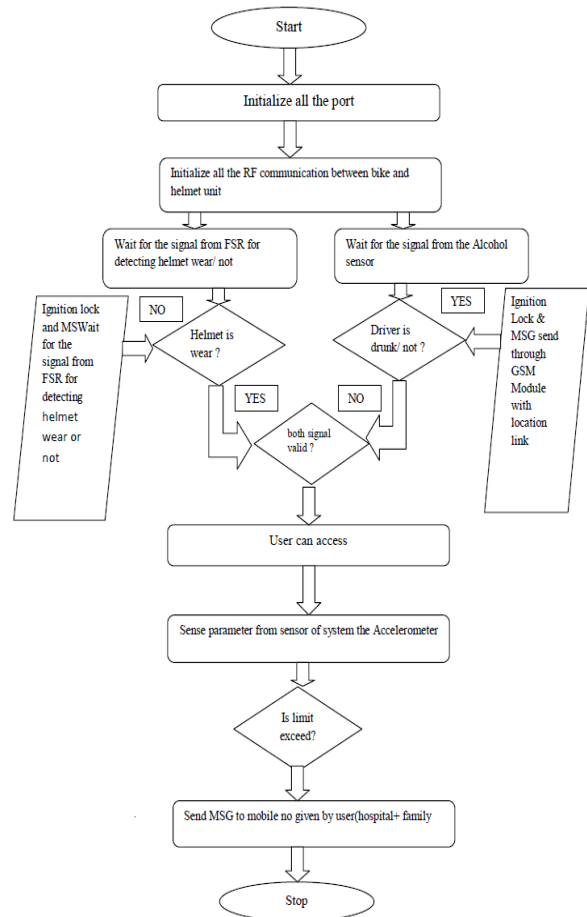 Start
Initialize all the port
Initialize all the RF communication between bike and
helmet unit
Wait for the signal from FSR for
detecting helmet wear/ not
Wait for the signal from the Alcohol
sensor
Ignition lock
and MSWait
for the
signal from
FSR for
detecting
helmet
wear or
not
NO
Helmet is
wear ?
YES
Driver is
drunk/ not ?
YES
Ignition
Lock &
MSG send
through
GSM
Module
with
location
link
NO
both signal
valid ?
User can access
Sense parameter from sensor of system the Accelerometer
Is limit
exceed?
Send MSG to mobile no given by user(hospital+ family
Stop